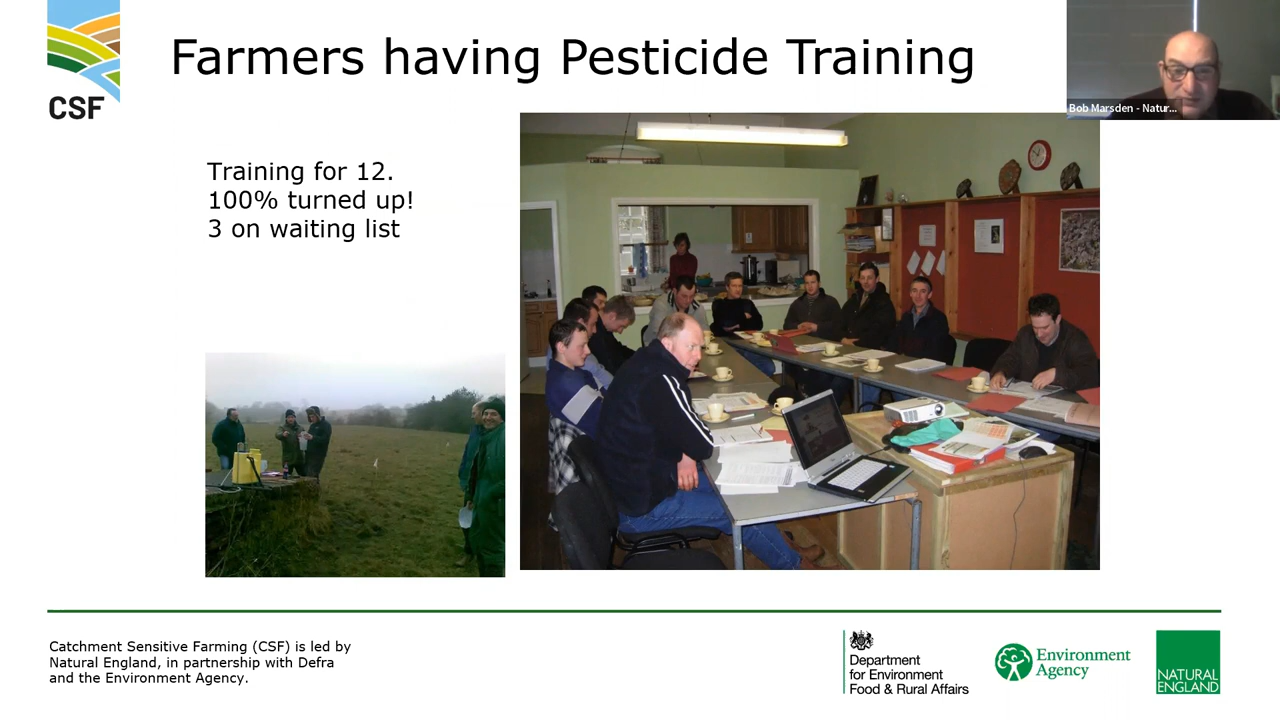 Farmers having Pesticide Training
CSF
Bob Marsden - Natur...
Training for 12.
100% turned up!
3 on waiting list
Catchment Sensitive Farming (CSF) is led by
Natural England, in partnership with Defra
and the Environment Agency.
Department
for Environment
Food & Rural Affairs
Environment
Agency
NATURAL
ENGLAND